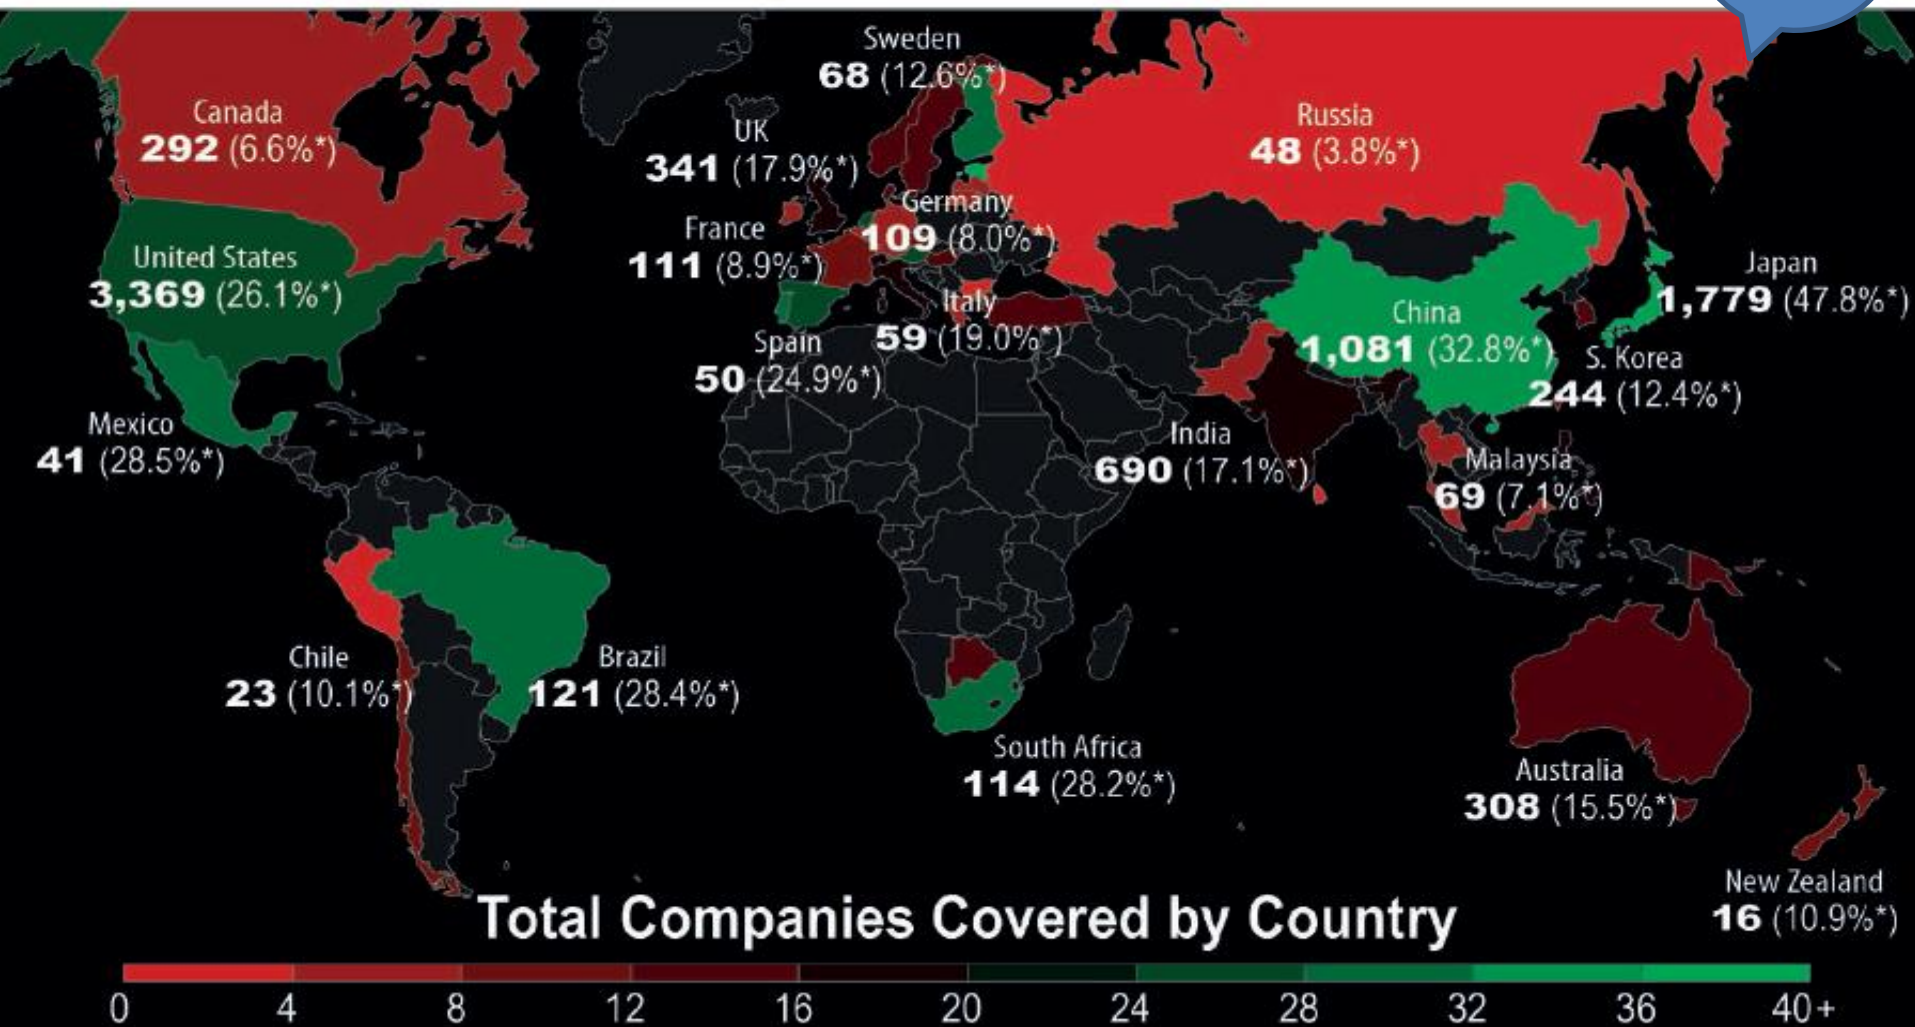 Sweden
68 (12.6%*)
Canada
292 (6.6%*)
UK
341 (17.9%*)
Russia
48 (3.8%*)
Germany
109 (8.0%*)
France
111 (8.9%*)
United States
3,369 (26.1%*)
Japan
1,779 (47.8%*)
Italy
59 (19.0%*)
China
1,081 (32.8%*)
Spain
50 (24.9%*)
S. Korea
244 (12.4%*)
Mexico
41 (28.5%*)
India
690 (17.1%*)
Malaysia
69 (7.1%*)
Chile
23 (10.1%*)
Brazil
121 (28.4%*)
South Africa
114 (28.2%*)
Australia
308 (15.5%*)
New Zealand
16 (10.9%*)
Total Companies Covered by Country
0 4 8 12 16 20 24 28 32 36 40+